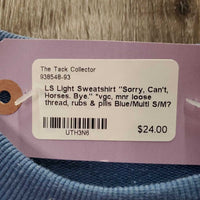 The Tack Collector
938548-93
LS Light Sweatshirt "Sorry, Can't,
Horses. Bye." *vgc, mnr loose
thread, rubs & pills Blue/Multi S/M?
UTH3N6
$24.00